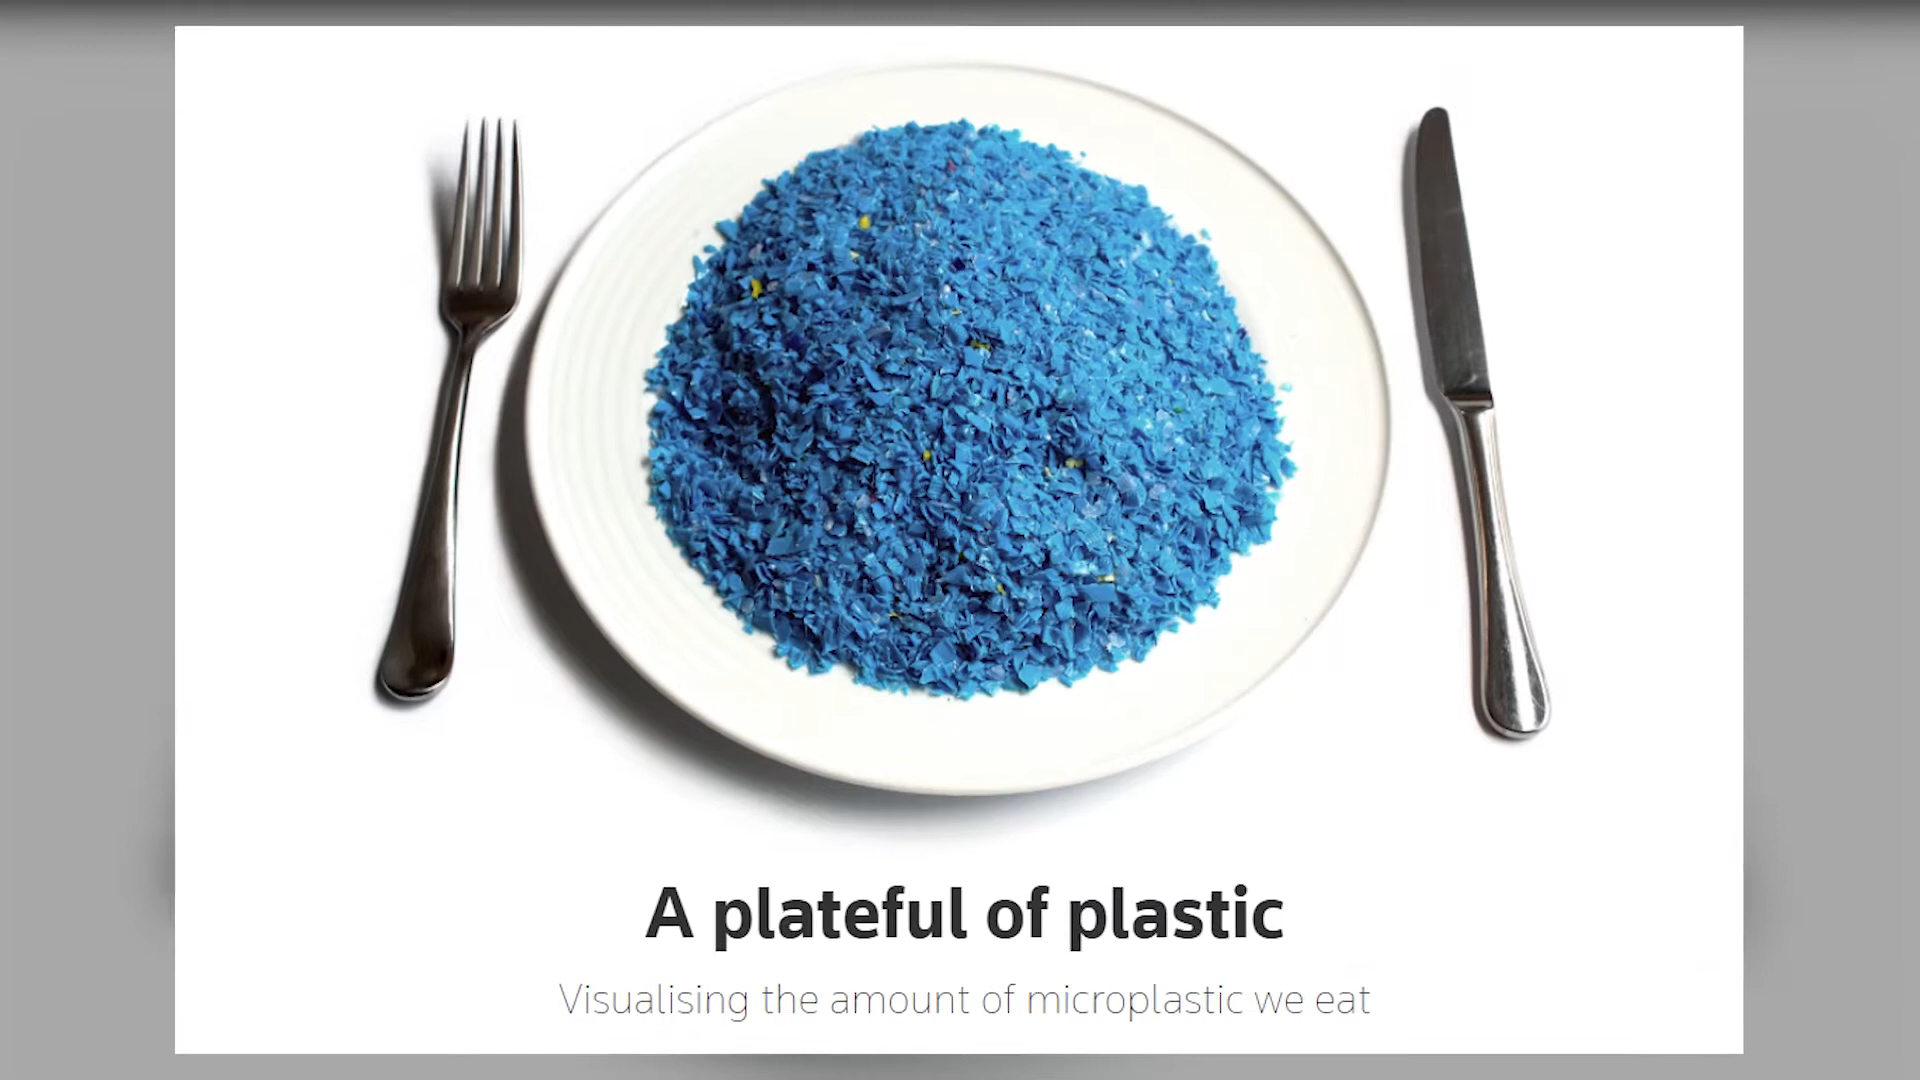 A plateful of plastic
Visualising the amount of microplastic we eat